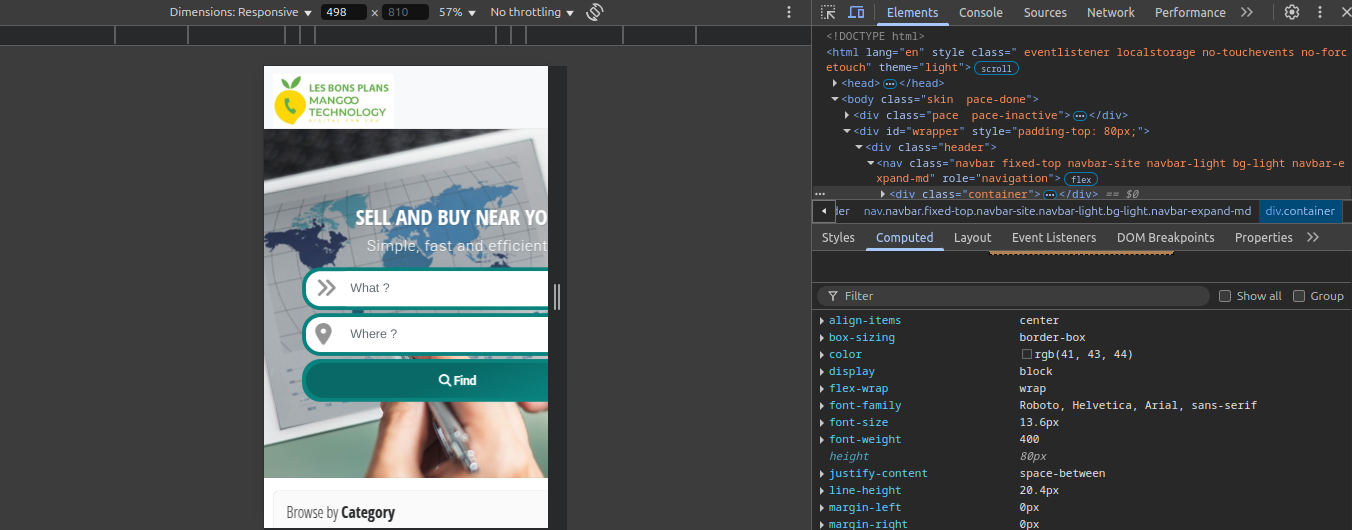 Dimensions: Responsive 498 × 810 57% No throttling
LES BONS PLANS
MANGOO
TECHNOLOGY
DIGITAL FOR YOU
SELL AND BUY NEAR YO
Simple, fast and efficient
What ?
Where ?
Find
Browse by Category
Elements Console Sources Network Performance
<!DOCTYPE html>
<html lang="en" style class=" eventlistener localstorage no-touchevents no-forc
etouch" theme="light"> scroll
<head> ⋯ </head>
<body class="skin  pace-done">
<div class="pace  pace-inactive"> ⋯ </div>
<div id="wrapper" style="padding-top: 80px;">
<div class="header">
<nav class="navbar fixed-top navbar-site navbar-light bg-light navbar-e
xpand-md" role="navigation"> flex
<div class="container"> ⋯ </div> == $0
der nav.navbar.fixed-top.navbar-site.navbar-light.bg-light.navbar-expand-md div.container
Styles Computed Layout Event Listeners DOM Breakpoints Properties
Filter Show all Group
align-items center
box-sizing border-box
color rgb(41, 43, 44)
display block
flex-wrap wrap
font-family Roboto, Helvetica, Arial, sans-serif
font-size 13.6px
font-weight 400
height 80px
justify-content space-between
line-height 20.4px
margin-left 0px
margin-right 0px